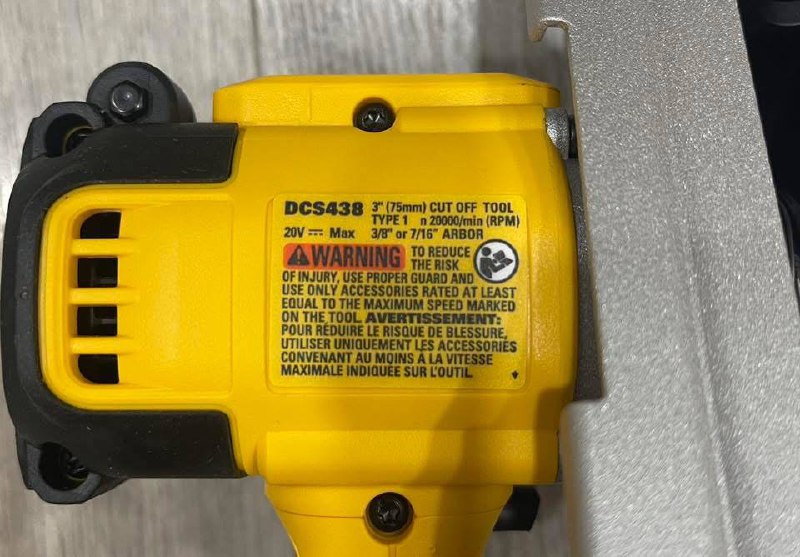 DCS438 3" (75mm) CUT OFF TOOL
TYPE 1 n 20000/min (RPM)
20V ⎓ Max 3/8" or 7/16" ARBOR
WARNING TO REDUCE
THE RISK
OF INJURY, USE PROPER GUARD AND
USE ONLY ACCESSORIES RATED AT LEAST
EQUAL TO THE MAXIMUM SPEED MARKED
ON THE TOOL. AVERTISSEMENT:
POUR RÉDUIRE LE RISQUE DE BLESSURE,
UTILISER UNIQUEMENT LES ACCESSORIES
CONVENANT AU MOINS À LA VITESSE
MAXIMALE INDIQUEE SUR L'OUTIL.